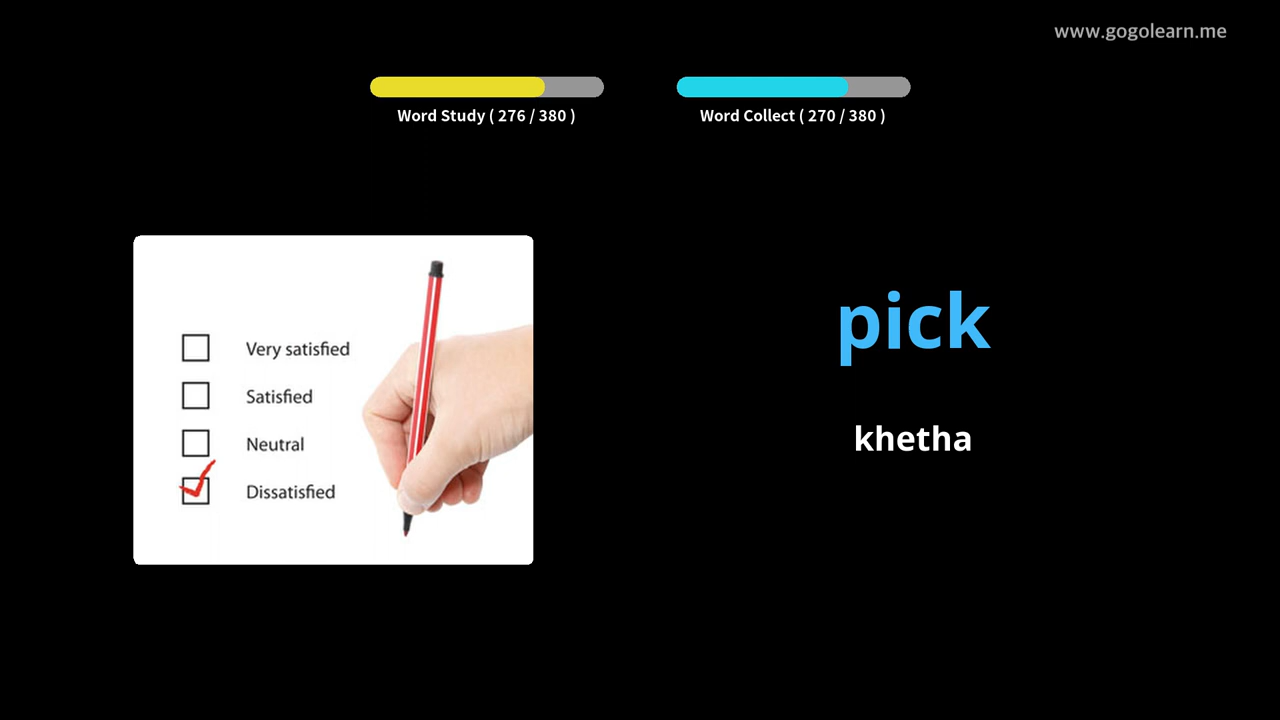 www.gogolearn.me
Word Study ( 276 / 380 )
Word Collect ( 270 / 380 )
Very satisfied
Satisfied
Neutral
Dissatisfied
pick
khetha